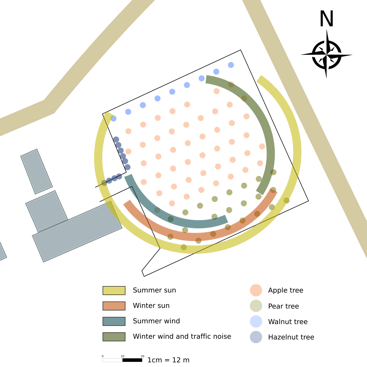 N
Summer sun
Winter sun
Summer wind
Winter wind and traffic noise
Apple tree
Pear tree
Walnut tree
Hazelnut tree
1cm = 12 m